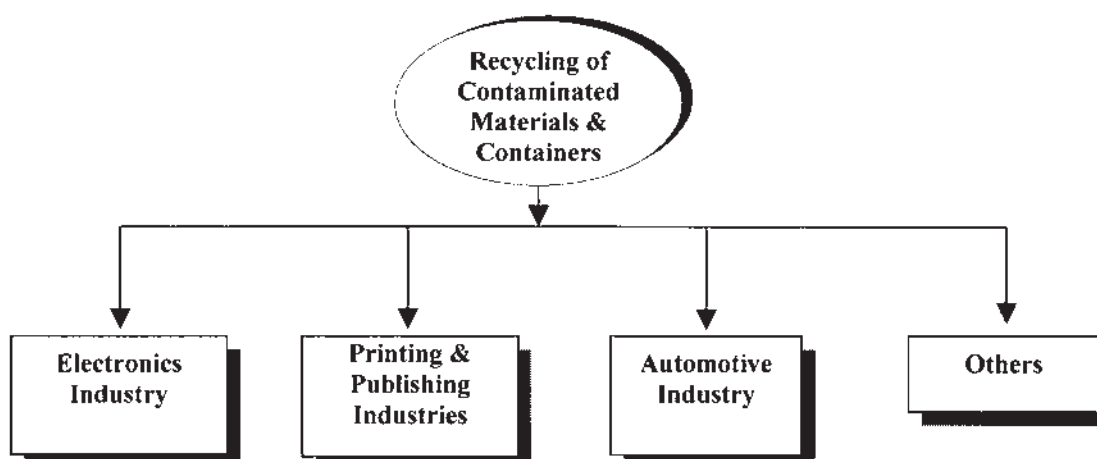 Recycling of
Contaminated
Materials &
Containers
Electronics
Industry
Printing &
Publishing
Industries
Automotive
Industry
Others